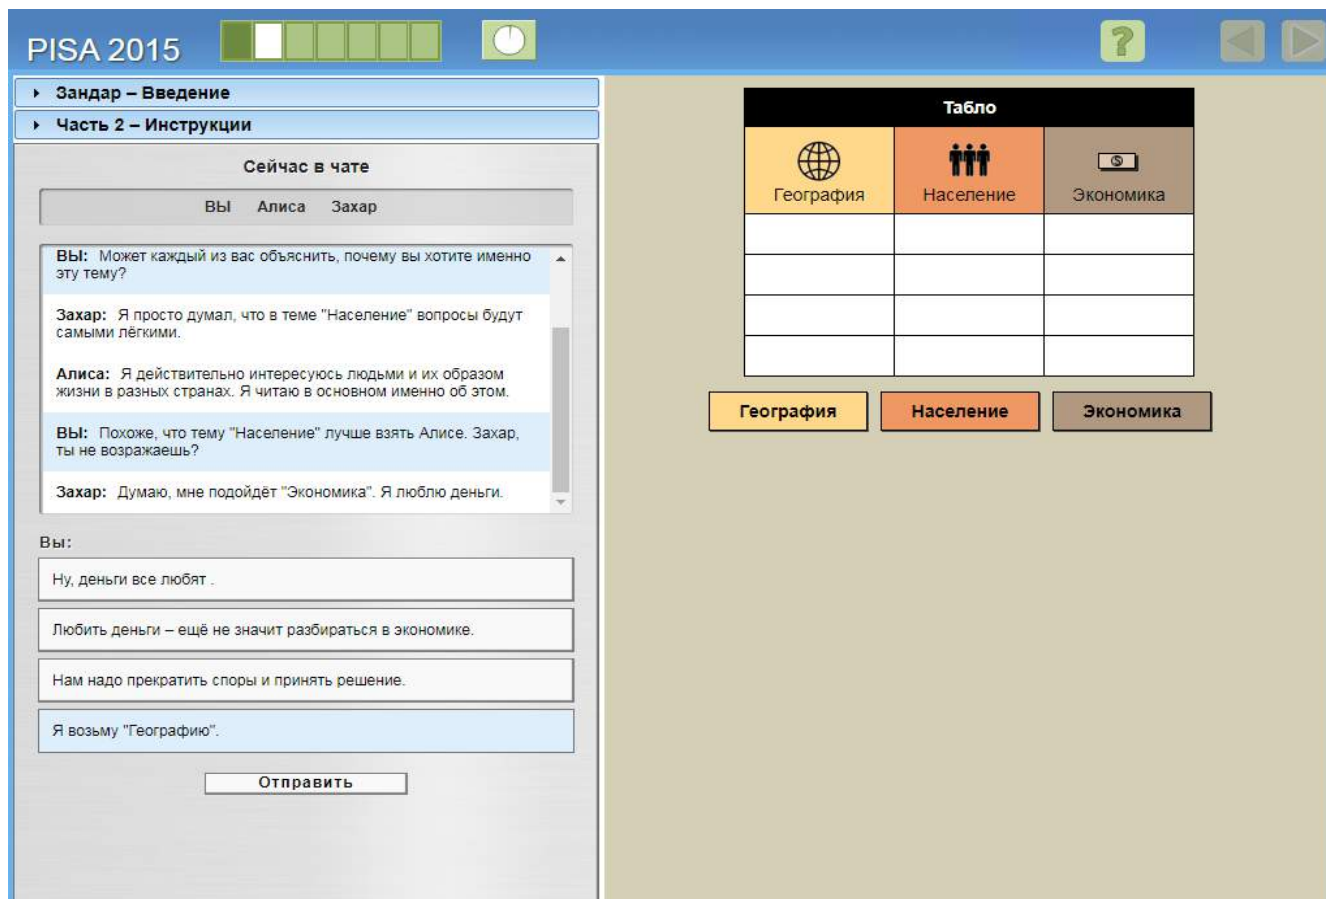 PISA 2015
?
Зандар – Введение
Часть 2 – Инструкции
Сейчас в чате
ВЫ Алиса Захар
ВЫ: Может каждый из вас объяснить, почему вы хотите именно
эту тему?
Захар: Я просто думал, что в теме "Население" вопросы будут
самыми лёгкими.
Алиса: Я действительно интересуюсь людьми и их образом
жизни в разных странах. Я читаю в основном именно об этом.
ВЫ: Похоже, что тему "Население" лучше взять Алисе. Захар,
ты не возражаешь?
Захар: Думаю, мне подойдёт "Экономика". Я люблю деньги.
Вы:
Ну, деньги все любят .
Любить деньги – ещё не значит разбираться в экономике.
Нам надо прекратить споры и принять решение.
Я возьму "Географию".
Отправить
Табло
География Население Экономика
География Население Экономика